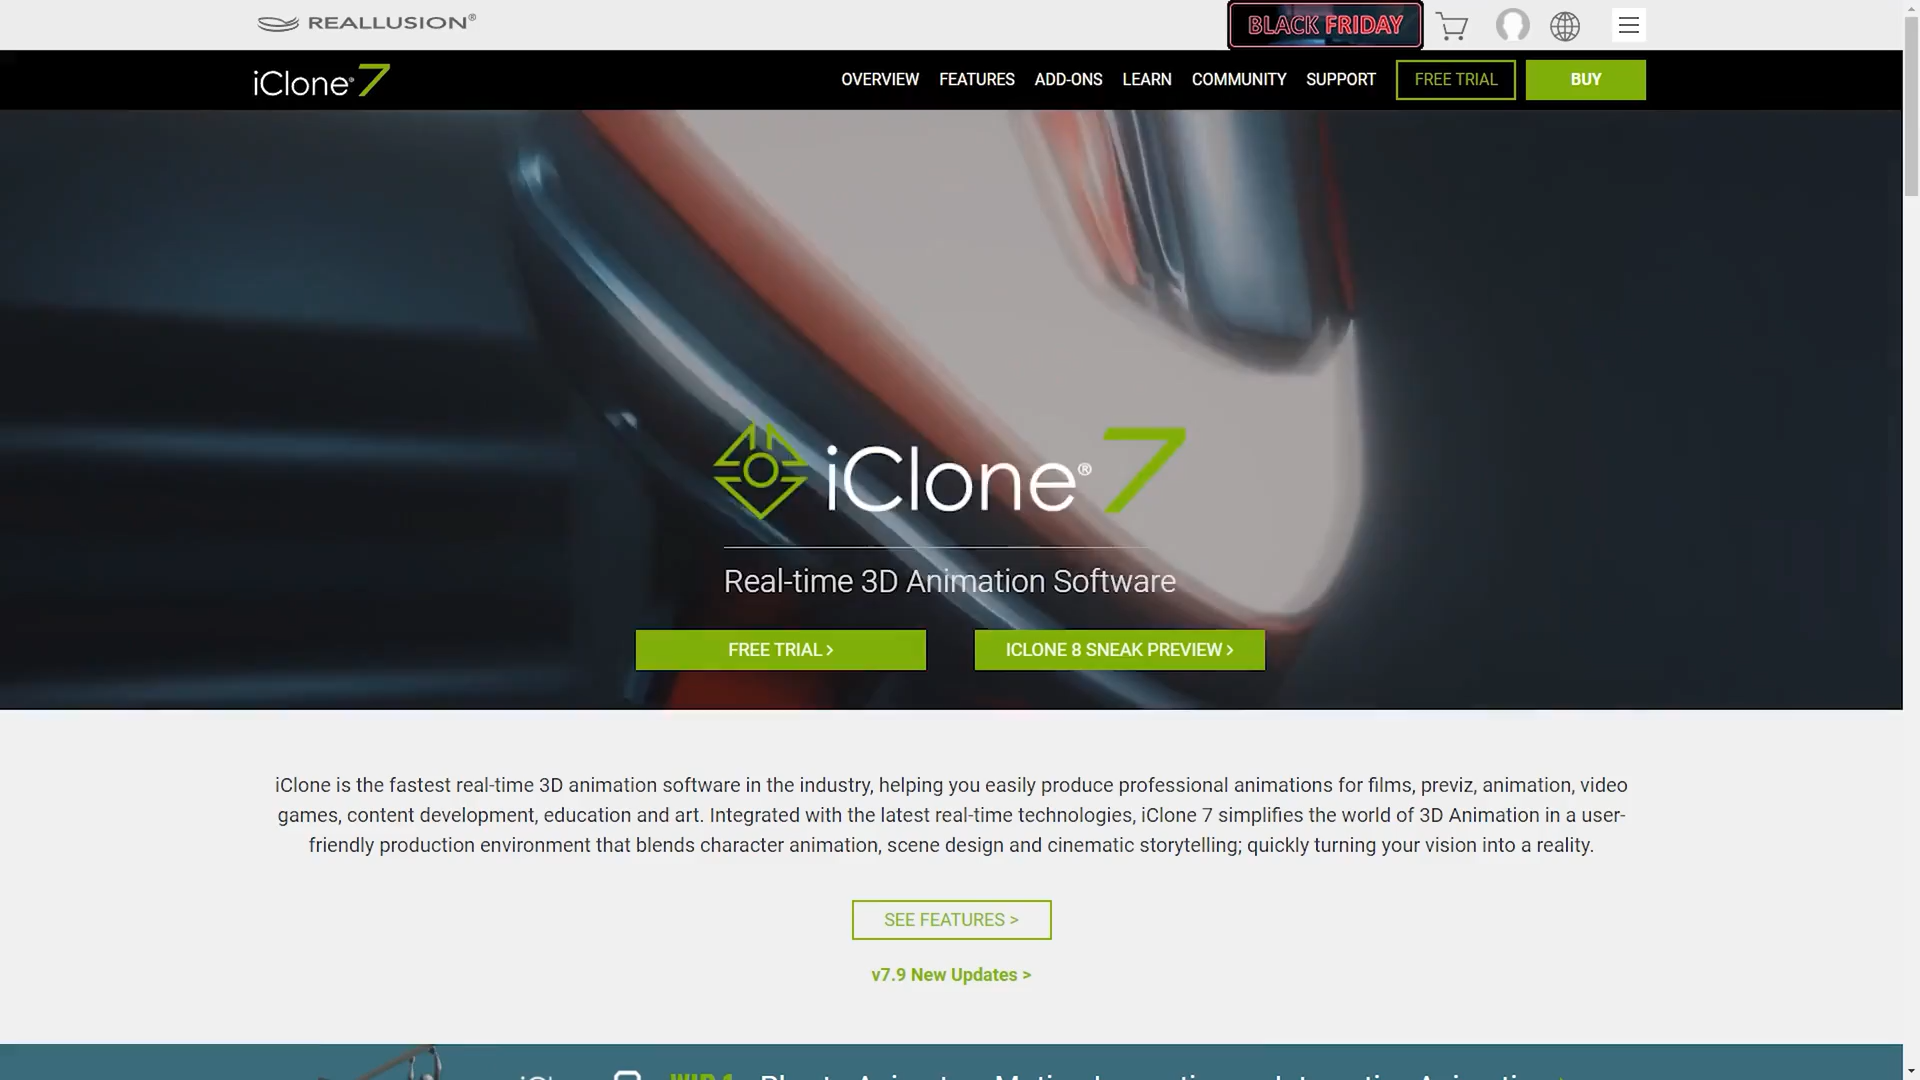 REALLUSION®
BLACK FRIDAY
iClone® 7
OVERVIEW FEATURES ADD-ONS LEARN COMMUNITY SUPPORT FREE TRIAL BUY
iClone® 7
Real-time 3D Animation Software
FREE TRIAL >
ICLONE 8 SNEAK PREVIEW >
iClone is the fastest real-time 3D animation software in the industry, helping you easily produce professional animations for films, previz, animation, video
games, content development, education and art. Integrated with the latest real-time technologies, iClone 7 simplifies the world of 3D Animation in a user-
friendly production environment that blends character animation, scene design and cinematic storytelling; quickly turning your vision into a reality.
SEE FEATURES >
v7.9 New Updates >